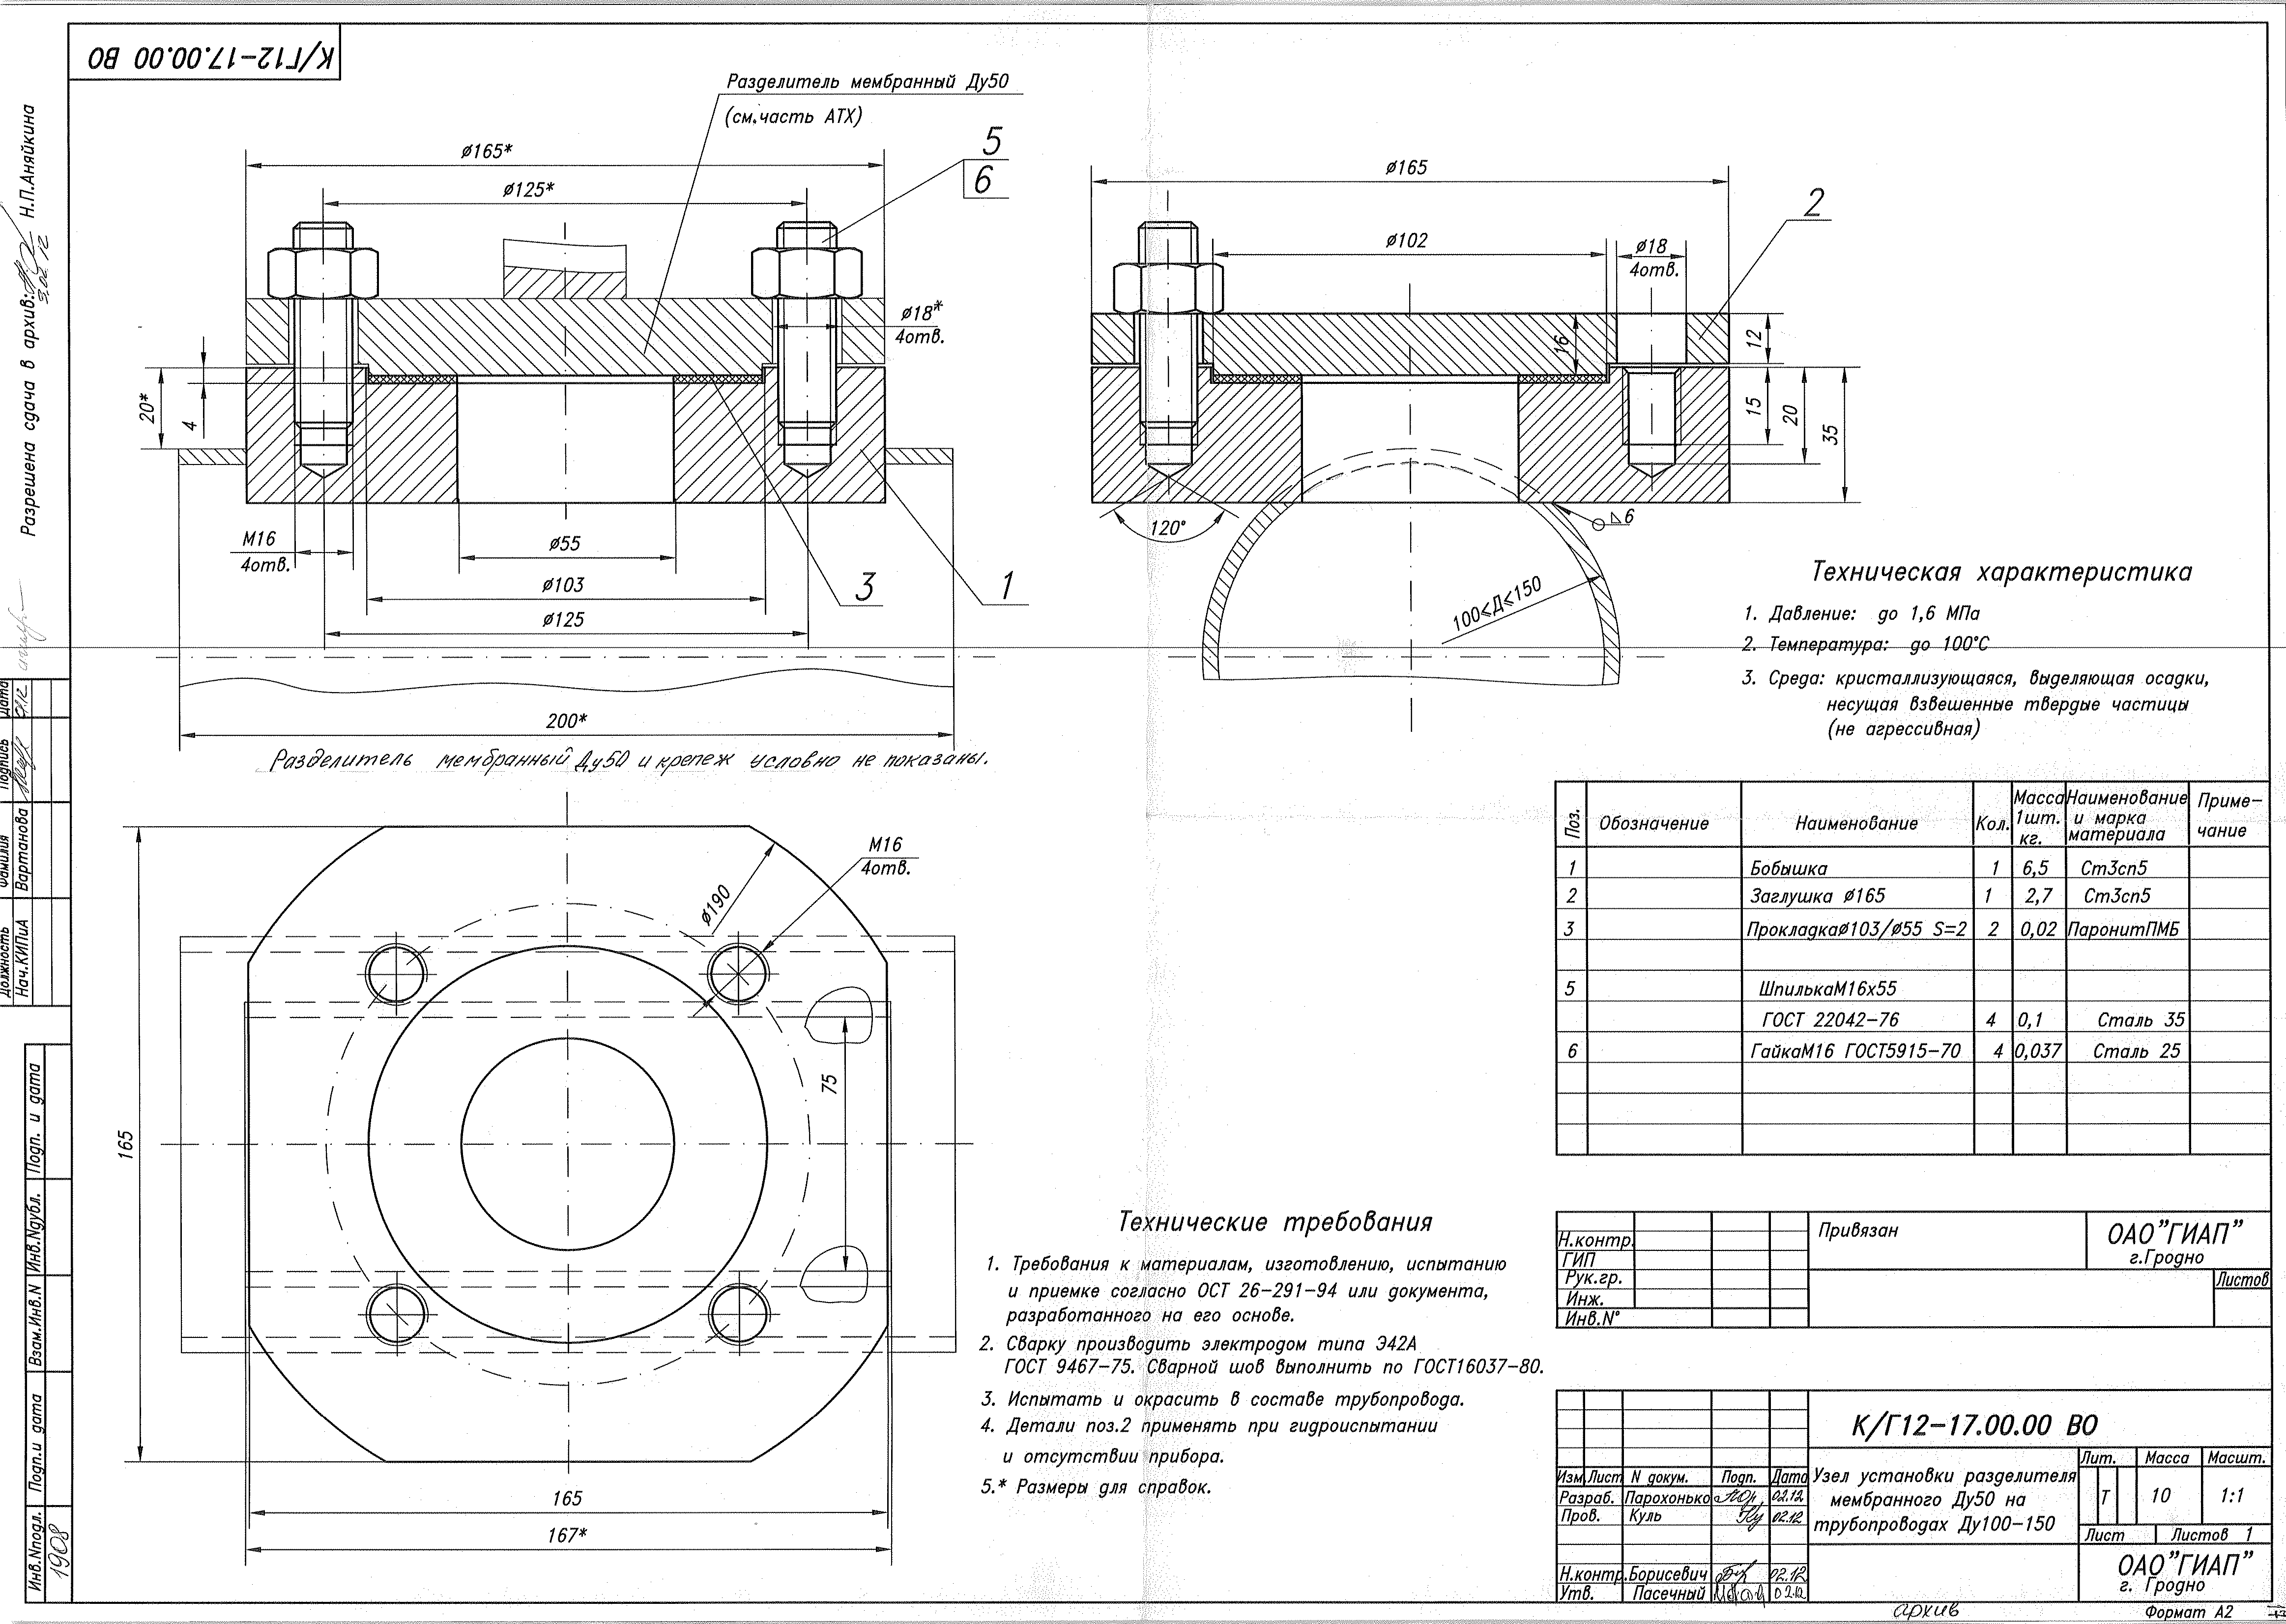 К/Г12-17.00.00 ВО
Разделитель мембранный Ду50
(см.часть АТХ)
5
6
⌀165*
⌀125*
⌀18*
4отв.
20*
4
М16
4отв.
⌀55
⌀103
⌀125
3
1
200*
⌀165
2
⌀102
⌀18
4отв.
16
12
15
20
35
120°
6
100≤Д≤150
Техническая характеристика
1. Давление: до 1,6 МПа
2. Температура: до 100°С
3. Среда: кристаллизующаяся, выделяющая осадки,
несущая взвешенные твердые частицы
(не агрессивная)
Разделитель мембранный Ду50 и крепеж условно не показаны.
М16
4отв.
⌀190
75
165
165
167*
Поз. Обозначение Наименование Кол. Масса 1шт. кг. Наименование и марка материала Приме-чание
1 Бобышка 1 6,5 Ст3сп5
2 Заглушка ⌀165 1 2,7 Ст3сп5
3 Прокладка⌀103/⌀55 S=2 2 0,02 ПаронитПМБ
5 ШпилькаМ16х55
ГОСТ 22042-76 4 0,1 Сталь 35
6 ГайкаМ16 ГОСТ5915-70 4 0,037 Сталь 25
Технические требования
1. Требования к материалам, изготовлению, испытанию
и приемке согласно ОСТ 26-291-94 или документа,
разработанного на его основе.
2. Сварку производить электродом типа Э42А
ГОСТ 9467-75. Сварной шов выполнить по ГОСТ16037-80.
3. Испытать и окрасить в составе трубопровода.
4. Детали поз.2 применять при гидроиспытании
и отсутствии прибора.
5.* Размеры для справок.
Н.контр.
ГИП
Рук.гр.
Инж.
Инв.N°
Привязан
ОАО"ГИАП"
г.Гродно
Листов
К/Г12-17.00.00 ВО
Изм. Лист N докум. Подп. Дата
Разраб. Парохонько 02.12
Пров. Куль 02.12
Н.контр. Борисевич 02.12
Утв. Пасечный 02.12
Узел установки разделителя
мембранного Ду50 на
трубопроводах Ду100-150
Лит. Масса Масшт.
Т 10 1:1
Лист Листов 1
ОАО"ГИАП"
г. Гродно
архив
Формат А2
Разрешена сдача в архив: Н.П.Аняйкина
3.02.12
Должность Фамилия Подпись Дата
Нач.КИПиА Вартанова
Инв.Nподл. Подп.и дата Взам.Инв.N Инв.Nдубл. Подп. и дата
1908